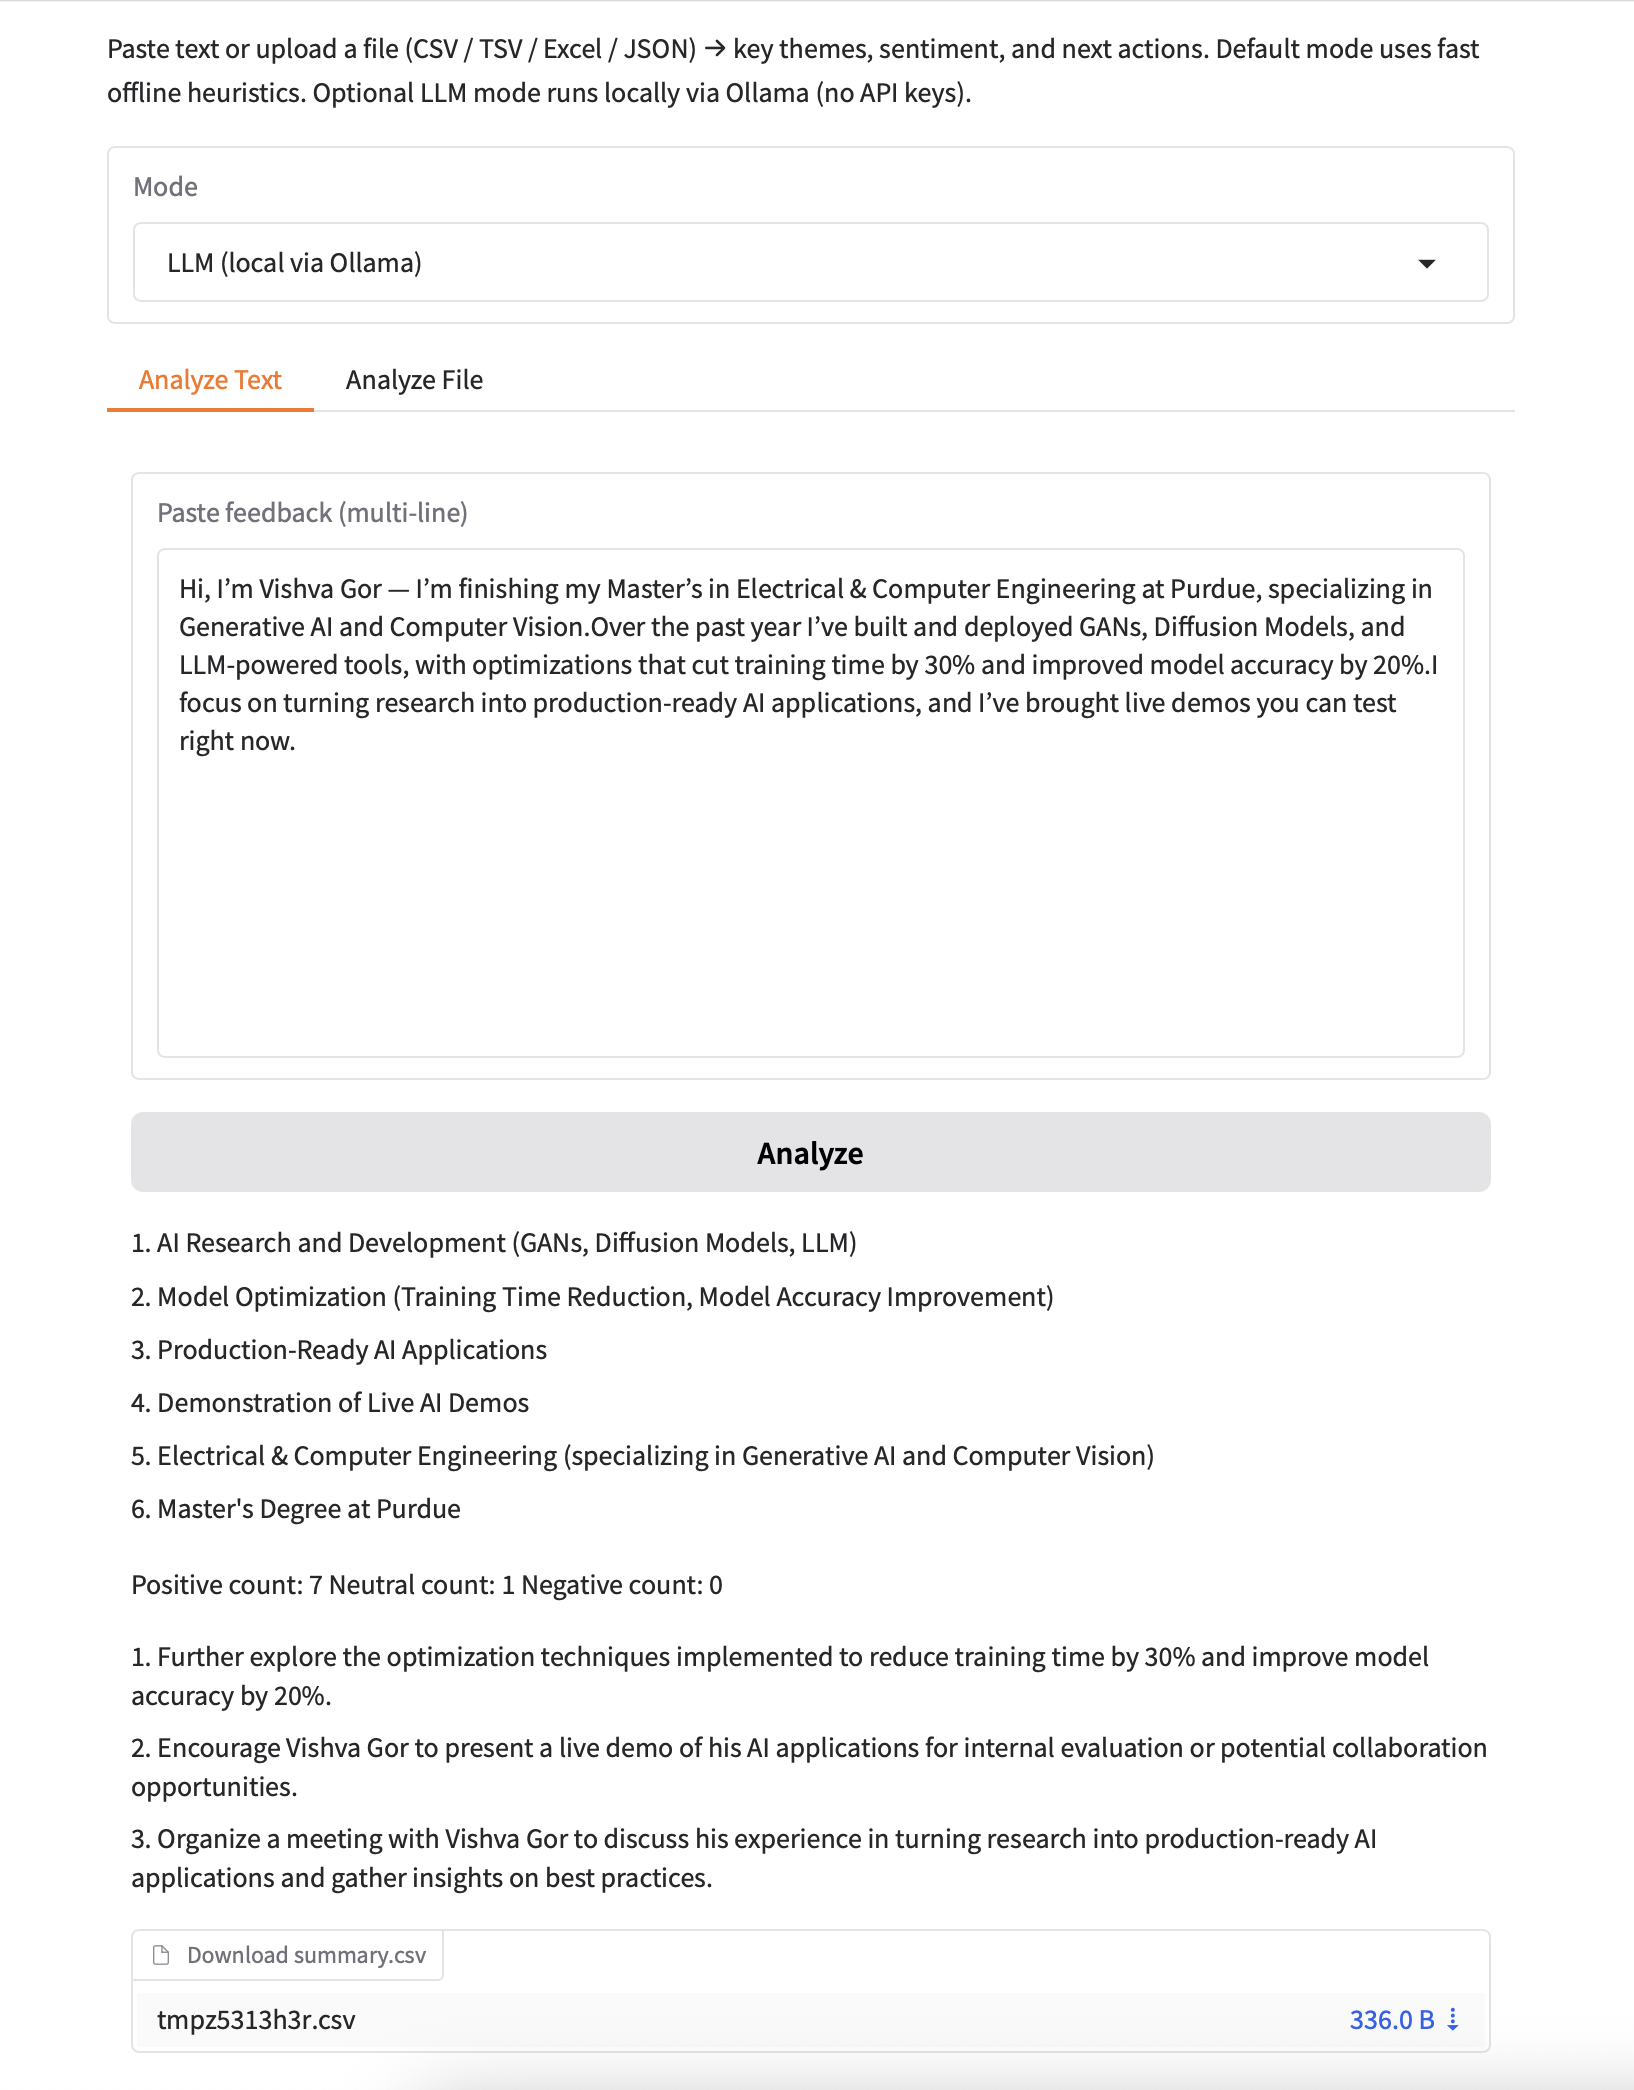 Paste text or upload a file (CSV / TSV / Excel / JSON) → key themes, sentiment, and next actions. Default mode uses fast
offline heuristics. Optional LLM mode runs locally via Ollama (no API keys).
Mode
LLM (local via Ollama)
Analyze Text Analyze File
Paste feedback (multi-line)
Hi, I’m Vishva Gor — I’m finishing my Master’s in Electrical & Computer Engineering at Purdue, specializing in
Generative AI and Computer Vision.Over the past year I’ve built and deployed GANs, Diffusion Models, and
LLM-powered tools, with optimizations that cut training time by 30% and improved model accuracy by 20%.I
focus on turning research into production-ready AI applications, and I’ve brought live demos you can test
right now.
Analyze
1. AI Research and Development (GANs, Diffusion Models, LLM)
2. Model Optimization (Training Time Reduction, Model Accuracy Improvement)
3. Production-Ready AI Applications
4. Demonstration of Live AI Demos
5. Electrical & Computer Engineering (specializing in Generative AI and Computer Vision)
6. Master's Degree at Purdue
Positive count: 7 Neutral count: 1 Negative count: 0
1. Further explore the optimization techniques implemented to reduce training time by 30% and improve model
accuracy by 20%.
2. Encourage Vishva Gor to present a live demo of his AI applications for internal evaluation or potential collaboration
opportunities.
3. Organize a meeting with Vishva Gor to discuss his experience in turning research into production-ready AI
applications and gather insights on best practices.
Download summary.csv
tmpz5313h3r.csv 336.0 B